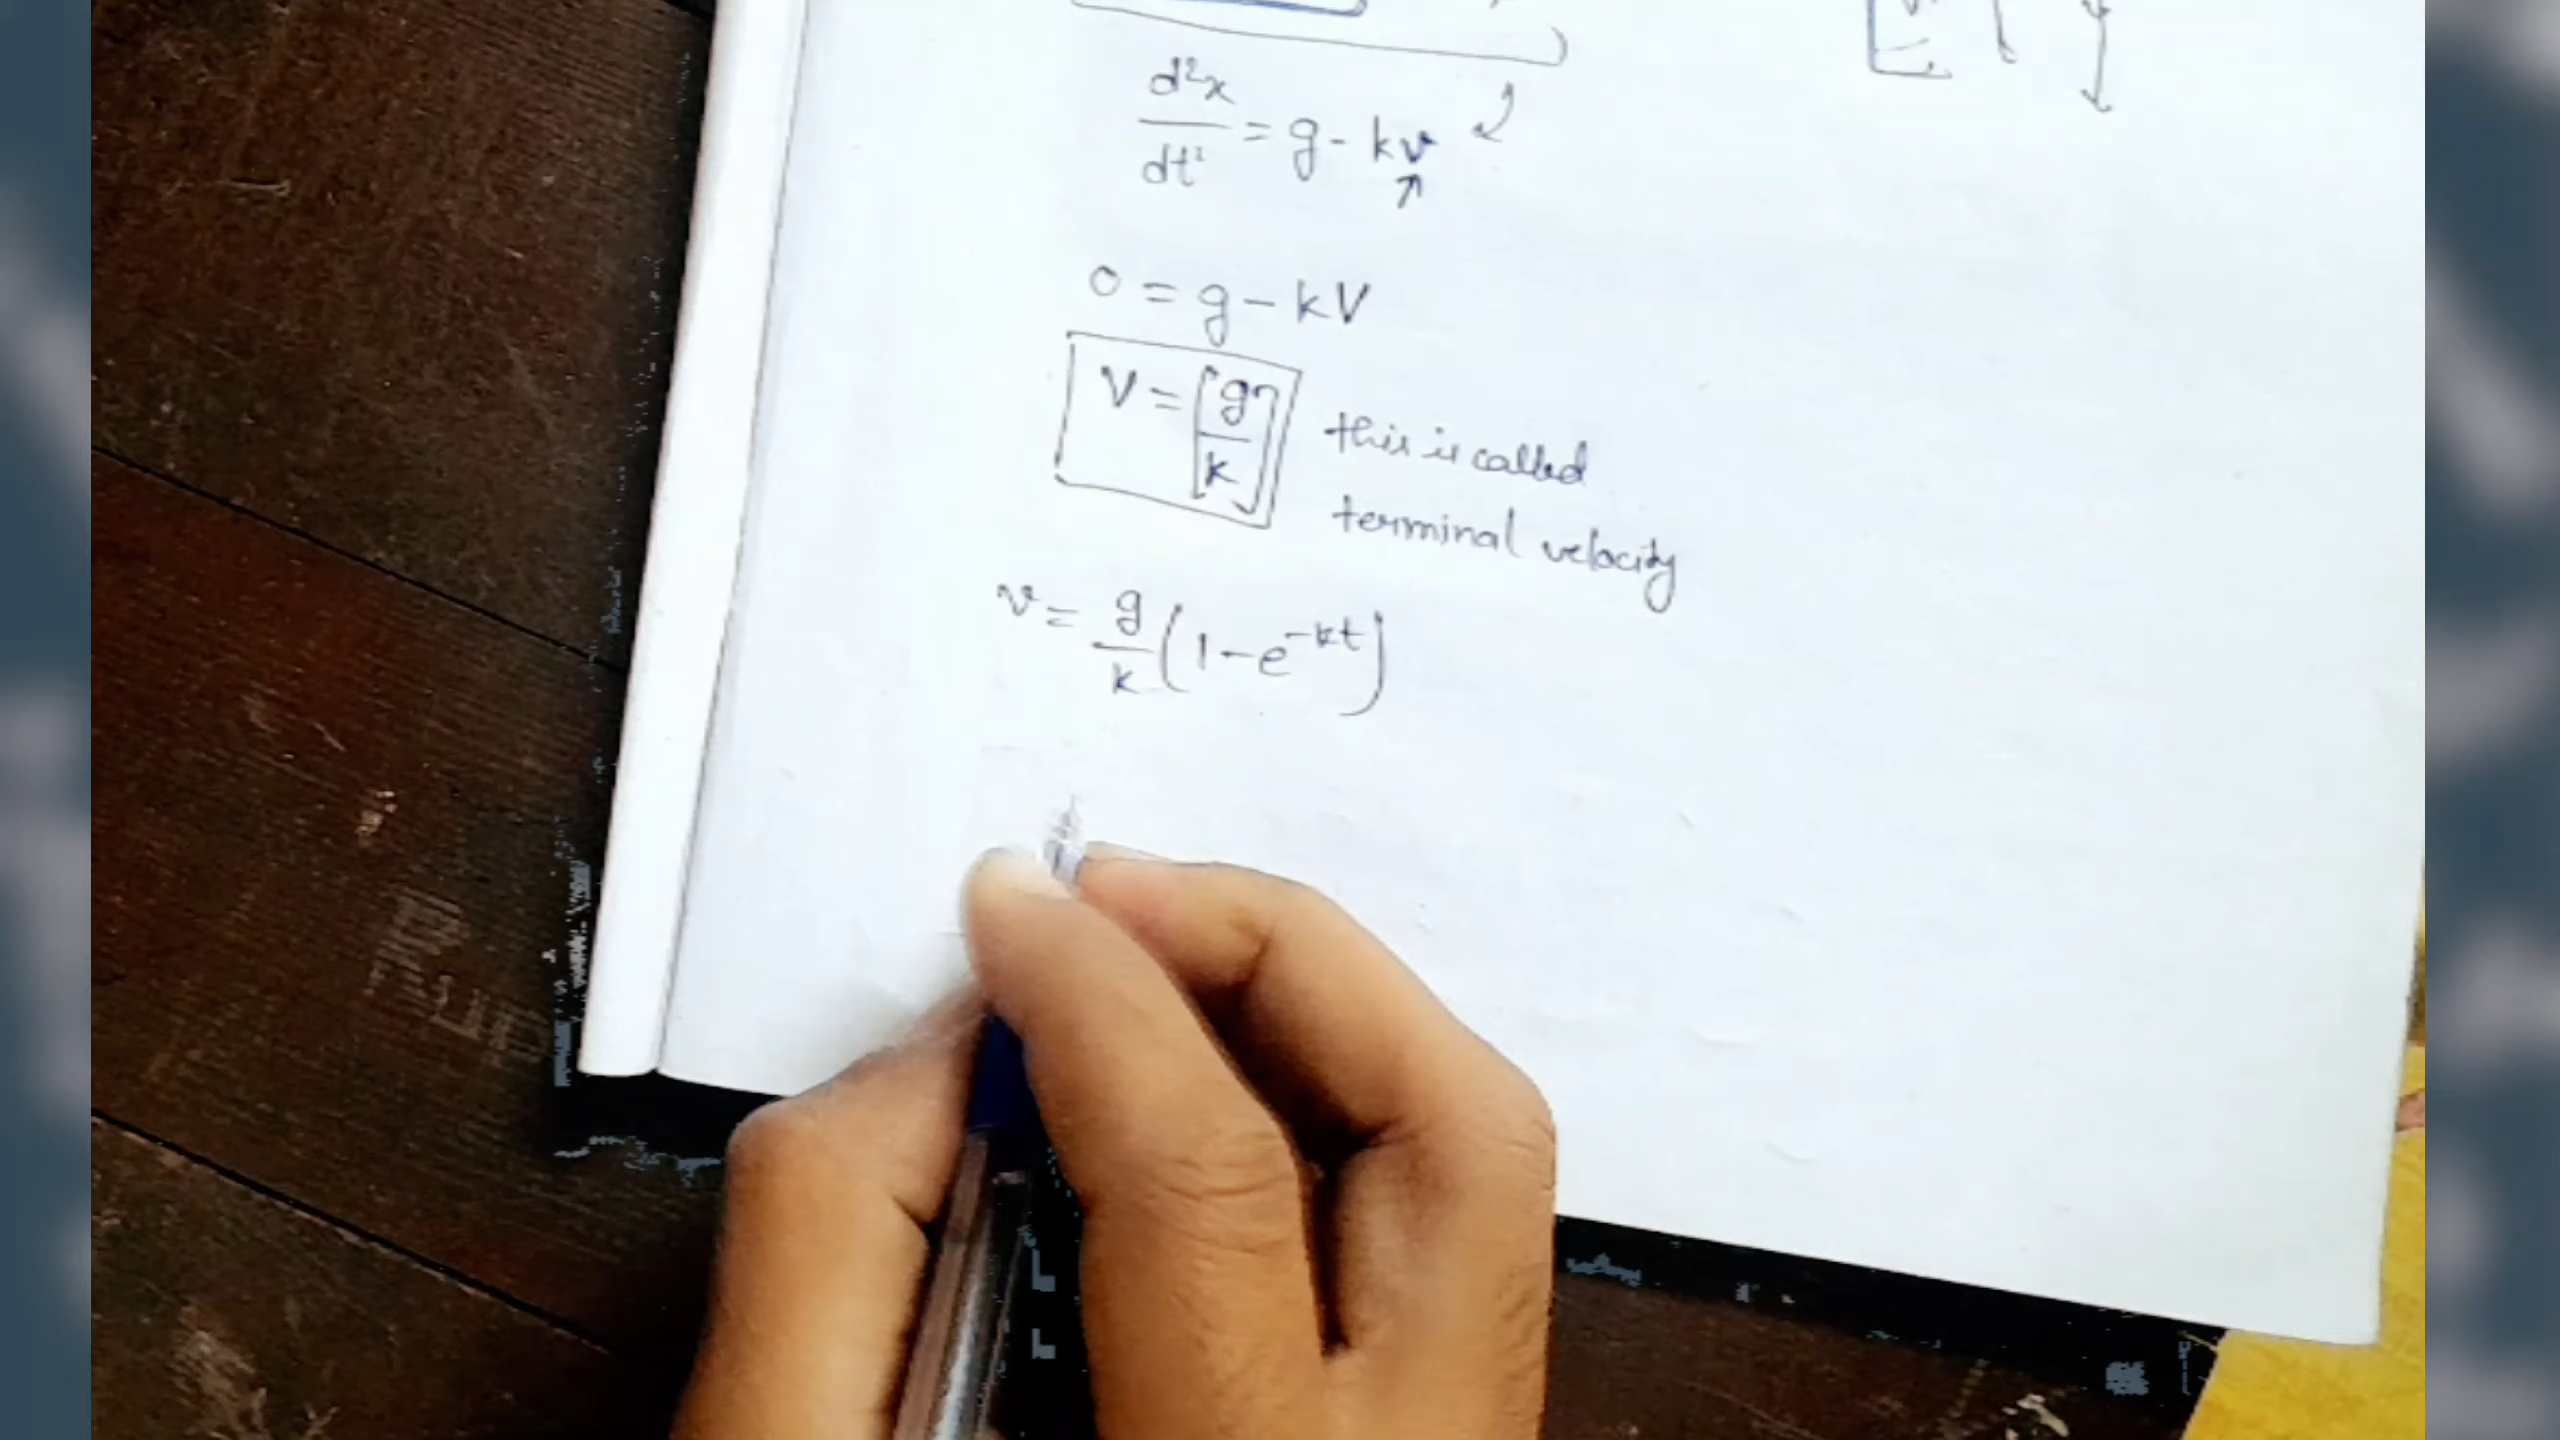 d²x/dt² = g - kv
0 = g - kV
V = [g/k] this is called
terminal velocity
v = g/k (1 - e^-kt)